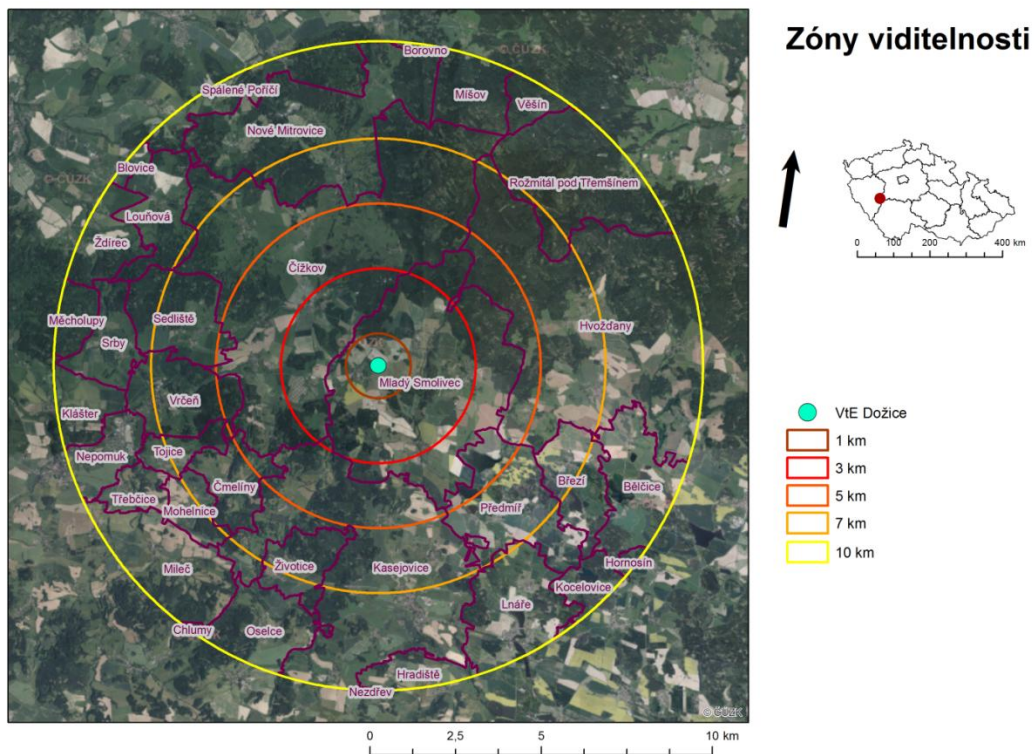 Zóny viditelnosti
© ČÚZK
Borovno
Spálené Poříčí
Míšov
Věšín
Nové Mitrovice
Blovice
© ČÚZK
Rožmitál pod Třemšínem
Louňová
Ždírec
Čížkov
Měcholupy
Sedliště
Hvožďany
Srby
Mladý Smolivec
Vrčeň
Klášter
Nepomuk
Tojice
Čmelíny
Březí
Bělčice
Třebčice
Mohelnice
Předmíř
Mileč
Životice
Kasejovice
Hornosín
Kocelovice
Lnáře
Chlumy
Oselce
Hradiště
Nezdřev
© ČÚZK
0 2,5 5 10 km
0 100 200 400 km
VtE Dožice
1 km
3 km
5 km
7 km
10 km